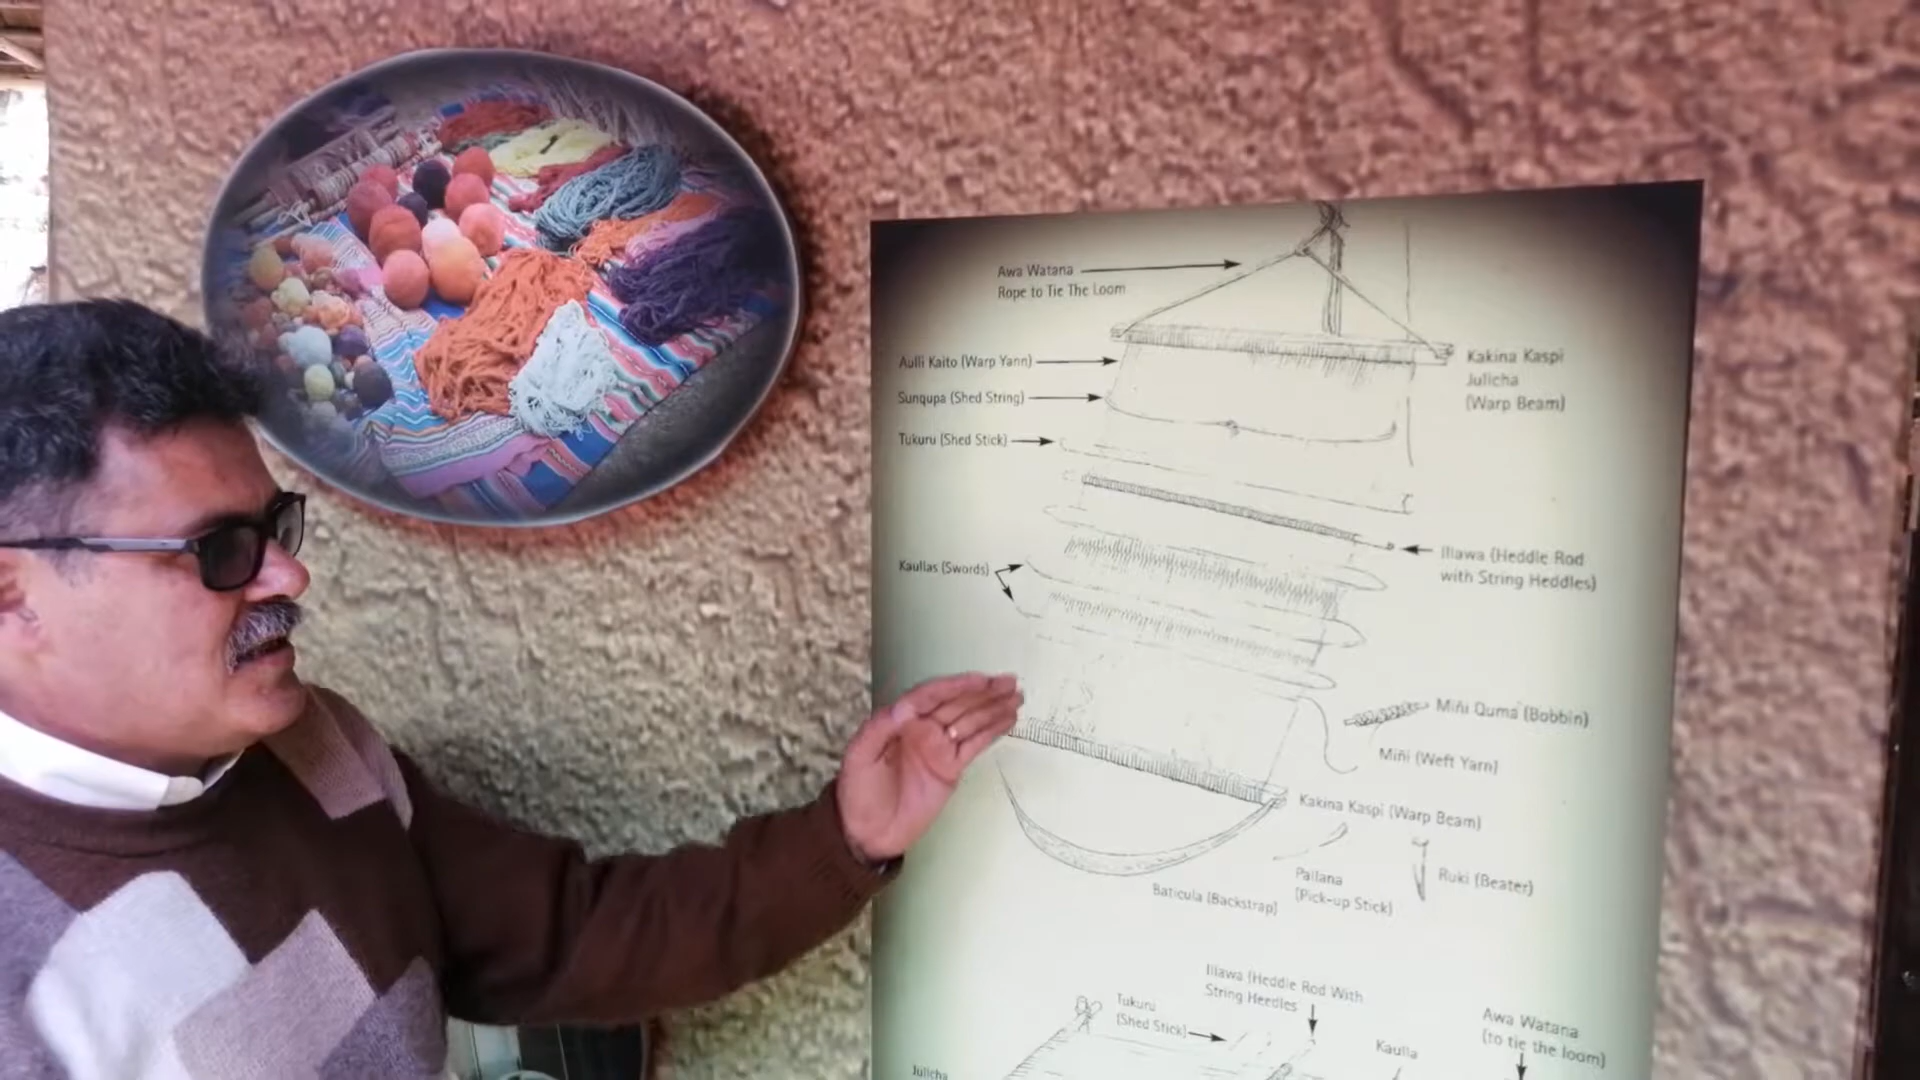 Awa Watana
Rope to Tie The Loom
Aulli Kaito (Warp Yann)
Kakina Kaspi
Julicha
(Warp Beam)
Sunqupa (Shed String)
Tukuru (Shed Stick)
Illawa (Heddle Rod
with String Heddles)
Kaullas (Swords)
Miñi Quma (Bobbin)
Miñi (Weft Yarn)
Kakina Kaspi (Warp Beam)
Pallana
(Pick-up Stick)
Ruki (Beater)
Baticula (Backstrap)
Illawa (Heddle Rod With
String Heedles
Tukuru
(Shed Stick)
Awa Watana
(to tie the loom)
Kaulla
Julicha